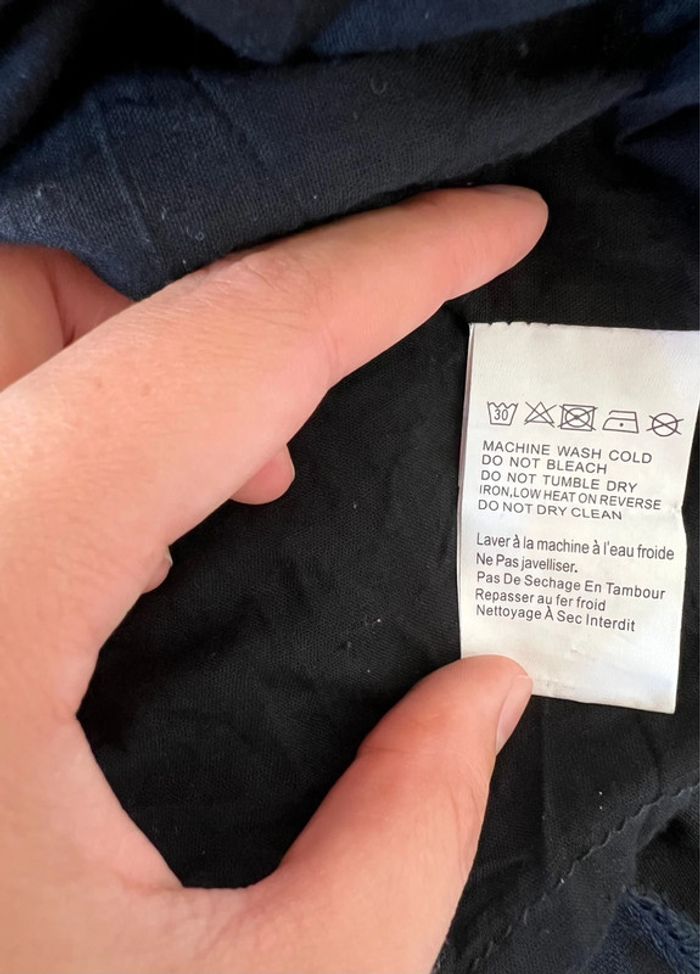 30
MACHINE WASH COLD
DO NOT BLEACH
DO NOT TUMBLE DRY
IRON,LOW HEAT ON REVERSE
DO NOT DRY CLEAN
Laver à la machine à l'eau froide
Ne Pas javelliser.
Pas De Sechage En Tambour
Repasser au fer froid
Nettoyage À Sec Interdit